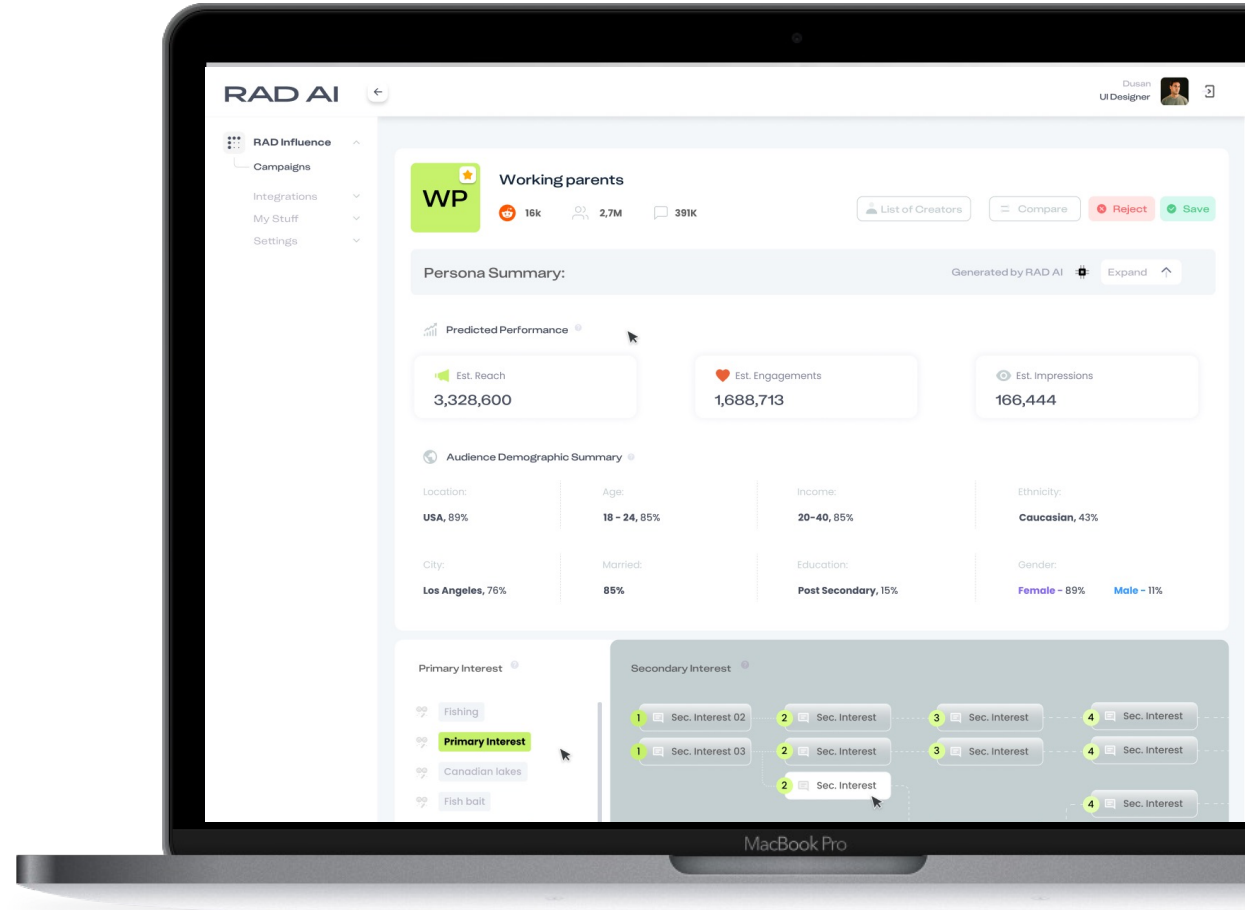 RAD AI
Dusan
UI Designer
RAD Influence
Campaigns
Integrations
My Stuff
Settings
WP
Working parents
16k 2,7M 391K
List of Creators Compare Reject Save
Persona Summary:
Generated by RAD AI Expand
Predicted Performance
Est. Reach
3,328,600
Est. Engagements
1,688,713
Est. Impressions
166,444
Audience Demographic Summary
Location: Age: Income: Ethnicity:
USA, 89% 18 - 24, 85% 20-40, 85% Caucasian, 43%
City: Married: Education: Gender:
Los Angeles, 76% 85% Post Secondary, 15% Female - 89% Male - 11%
Primary Interest
Fishing
Primary Interest
Canadian lakes
Fish bait
Secondary Interest
1 Sec. Interest 02 2 Sec. Interest 3 Sec. Interest 4 Sec. Interest
1 Sec. Interest 03 2 Sec. Interest 3 Sec. Interest 4 Sec. Interest
2 Sec. Interest
4 Sec. Interest
MacBook Pro